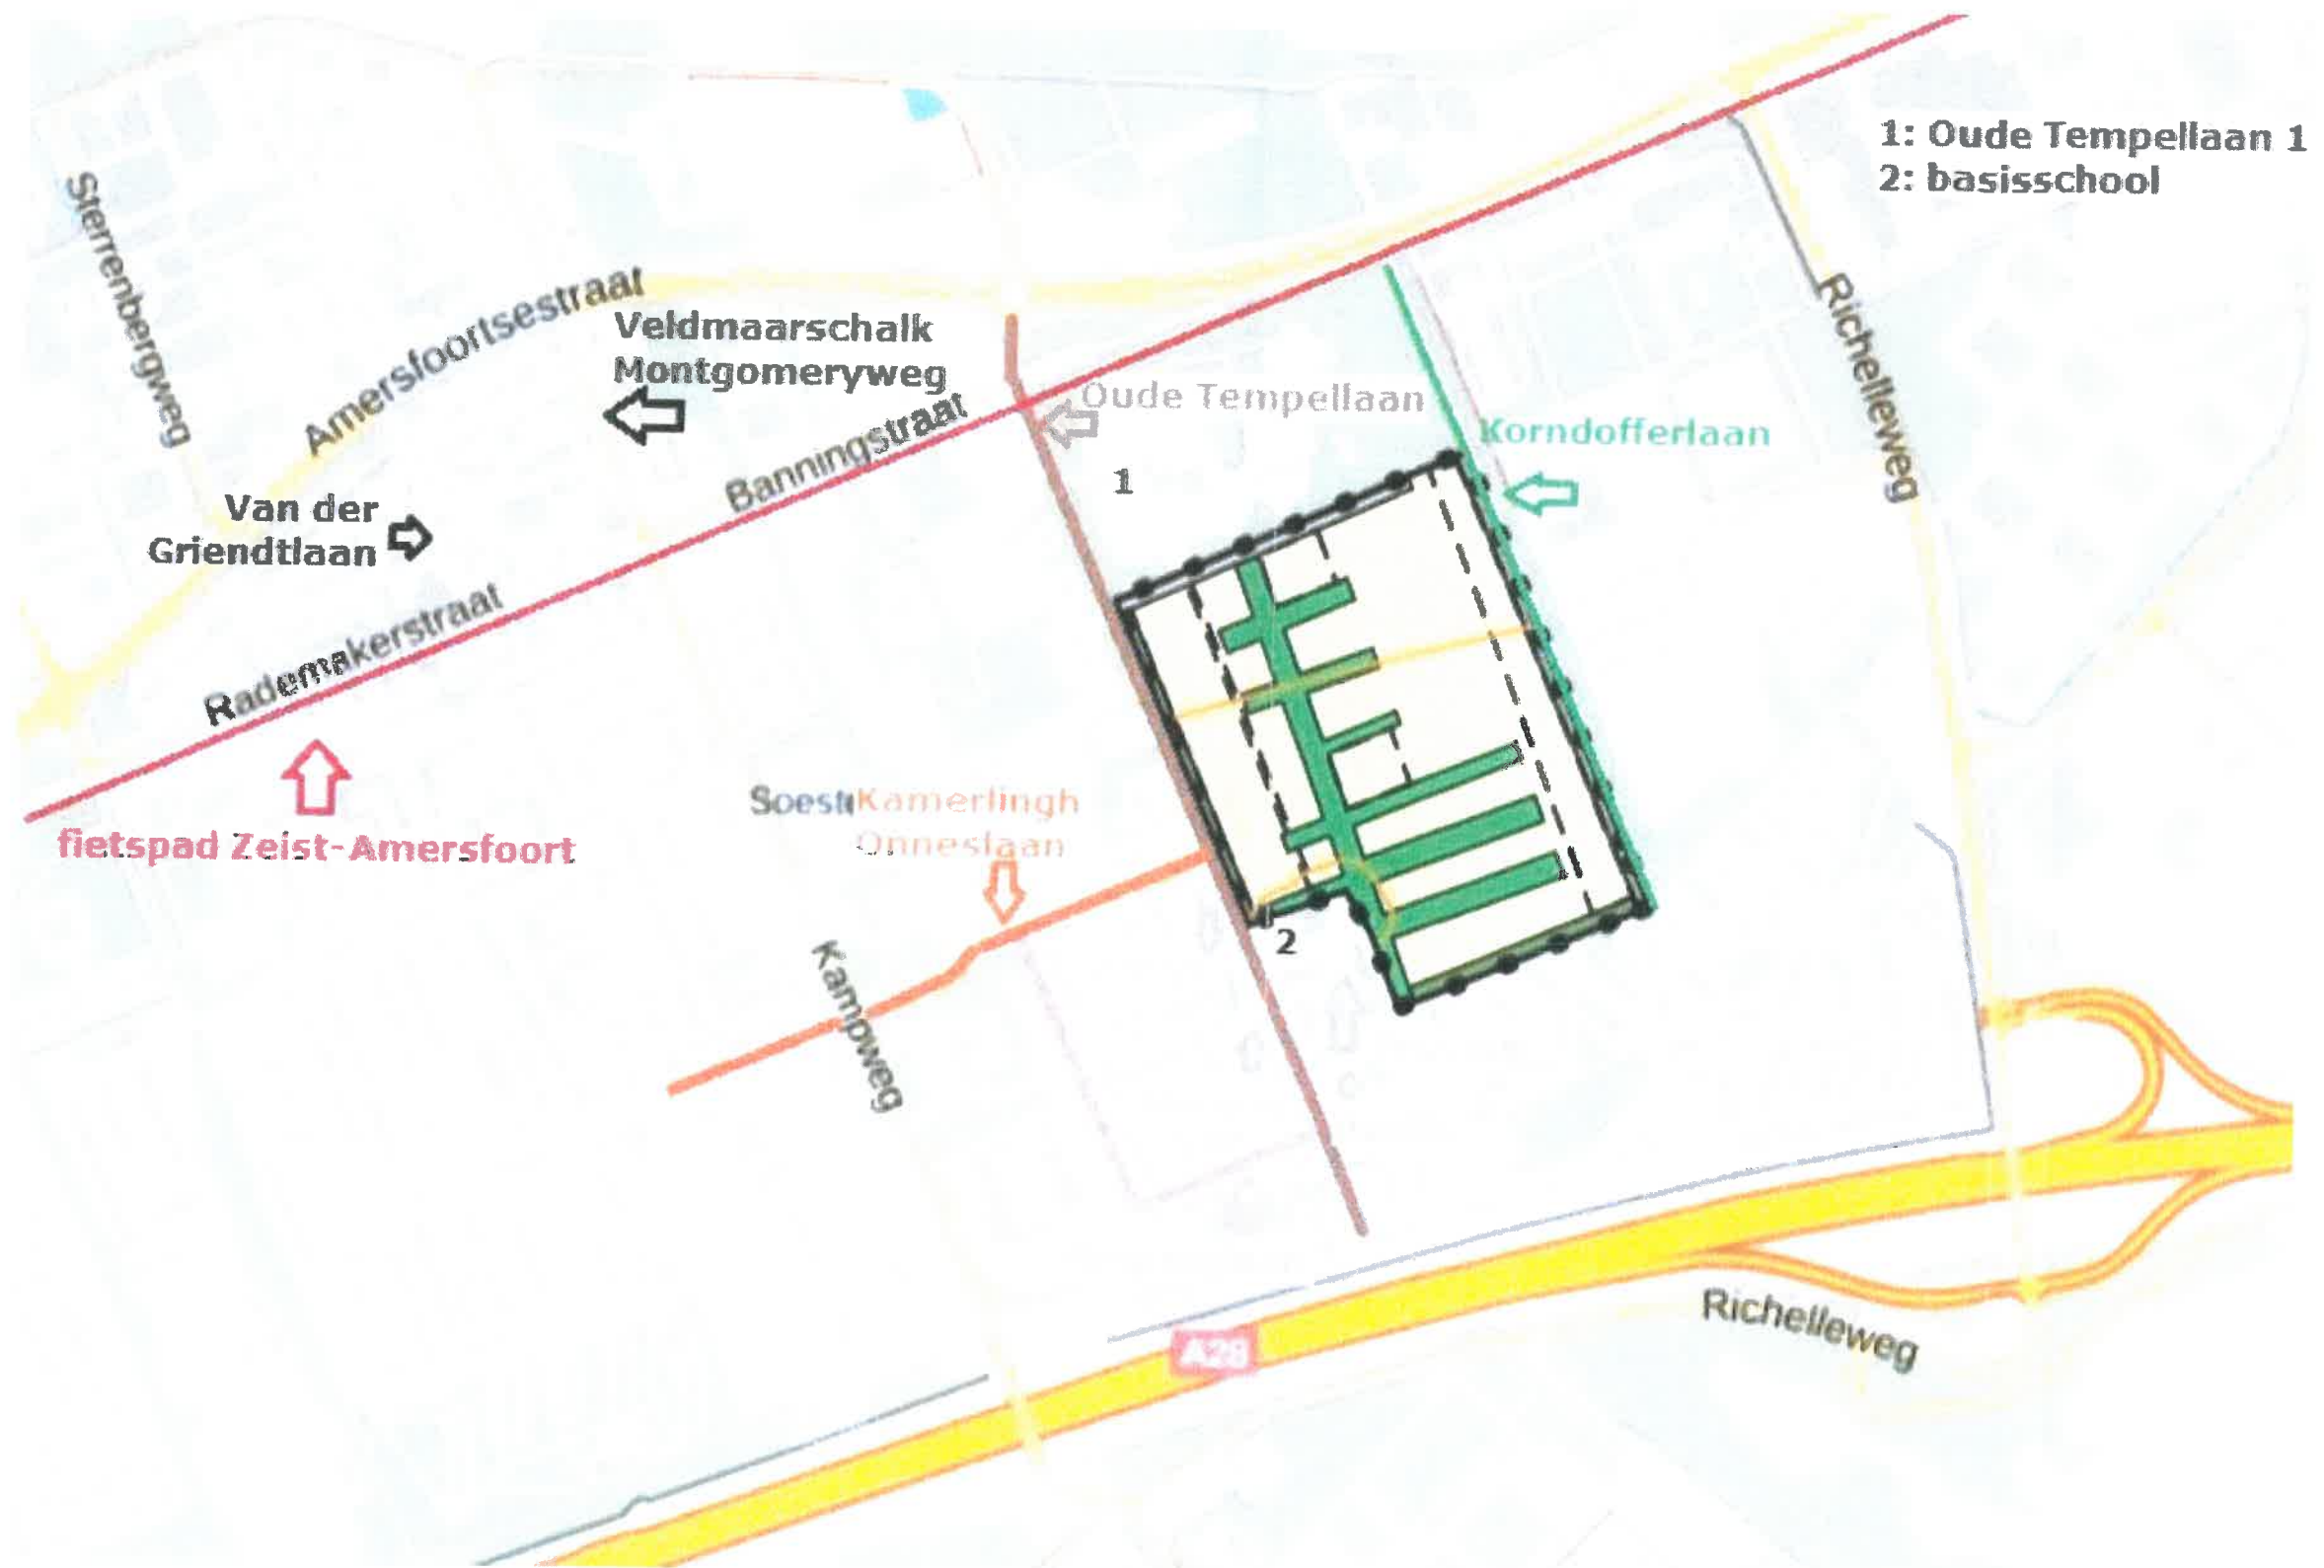 1: Oude Tempellaan 1
2: basisschool
Sterrenbergweg
Amersfoortsestraat
Veldmaarschalk
Montgomeryweg
Richelleweg
Oude Tempellaan
Banningstraat
Korndofferlaan
1
Van der
Griendtlaan
Rademakerstraat
fietspad Zeist-Amersfoort
Soest
Kamerlingh
Onneslaan
2
Kampweg
Richelleweg
A28